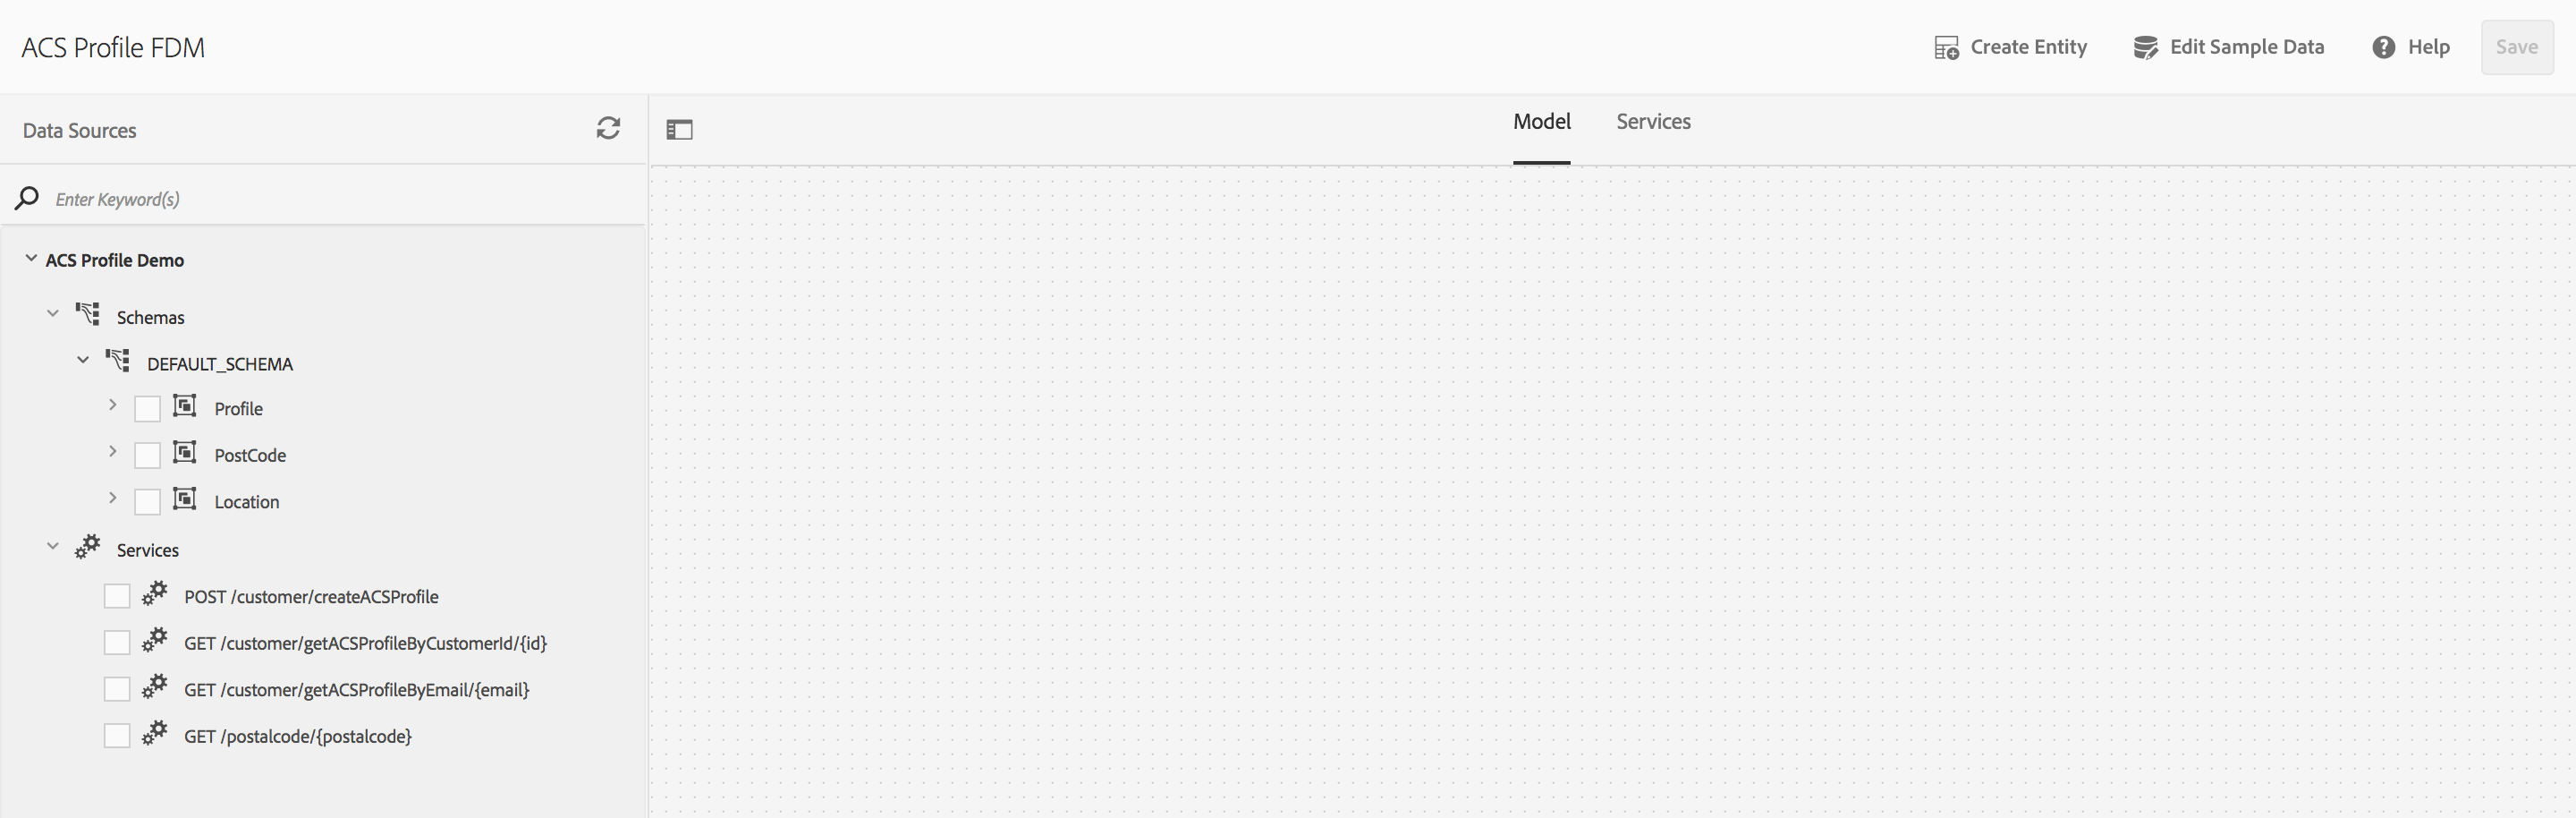 ACS Profile FDM
Create Entity
Edit Sample Data
Help
Save
Data Sources
Model
Services
Enter Keyword(s)
ACS Profile Demo
Schemas
DEFAULT_SCHEMA
Profile
PostCode
Location
Services
POST /customer/createACSProfile
GET /customer/getACSProfileByCustomerId/{id}
GET /customer/getACSProfileByEmail/{email}
GET /postalcode/{postalcode}